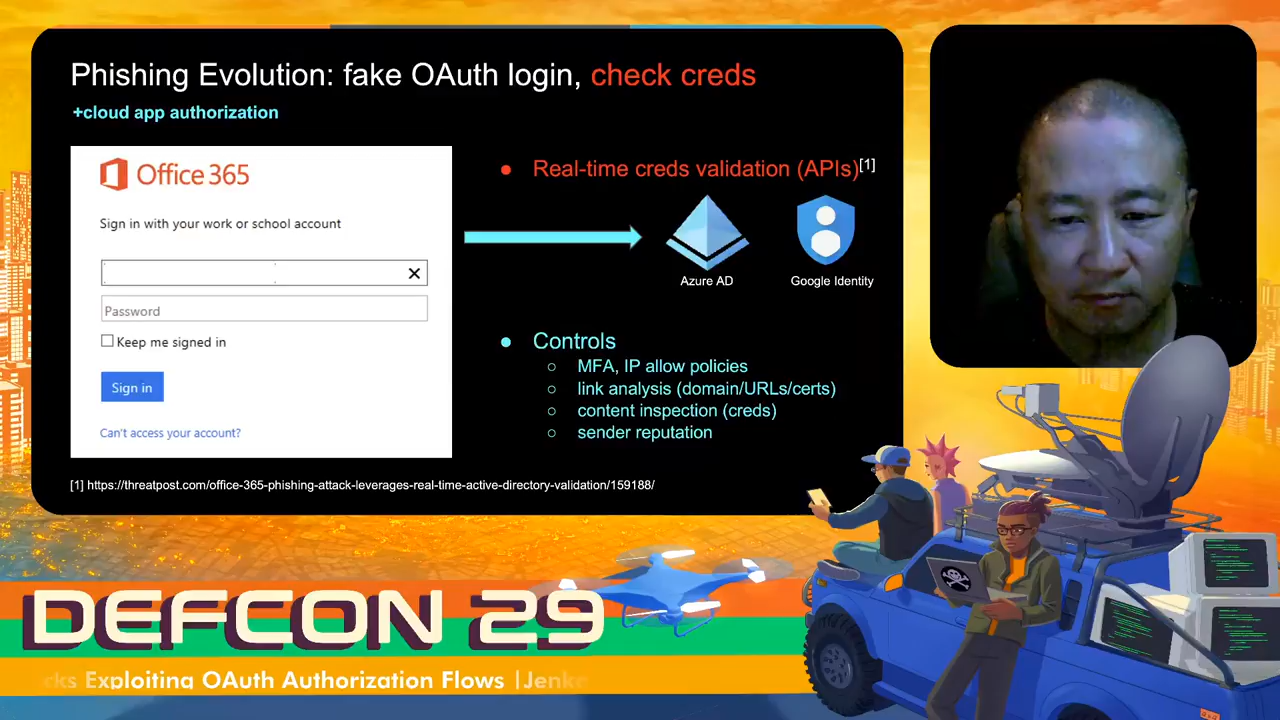 Phishing Evolution: fake OAuth login, check creds
+cloud app authorization
Office 365
Sign in with your work or school account
Password
Keep me signed in
Sign in
Can't access your account?
● Real-time creds validation (APIs)[1]
Azure AD
Google Identity
● Controls
○ MFA, IP allow policies
○ link analysis (domain/URLs/certs)
○ content inspection (creds)
○ sender reputation
[1] https://threatpost.com/office-365-phishing-attack-leverages-real-time-active-directory-validation/159188/
DEFCON 29
Exploiting OAuth Authorization Flows |Jenk